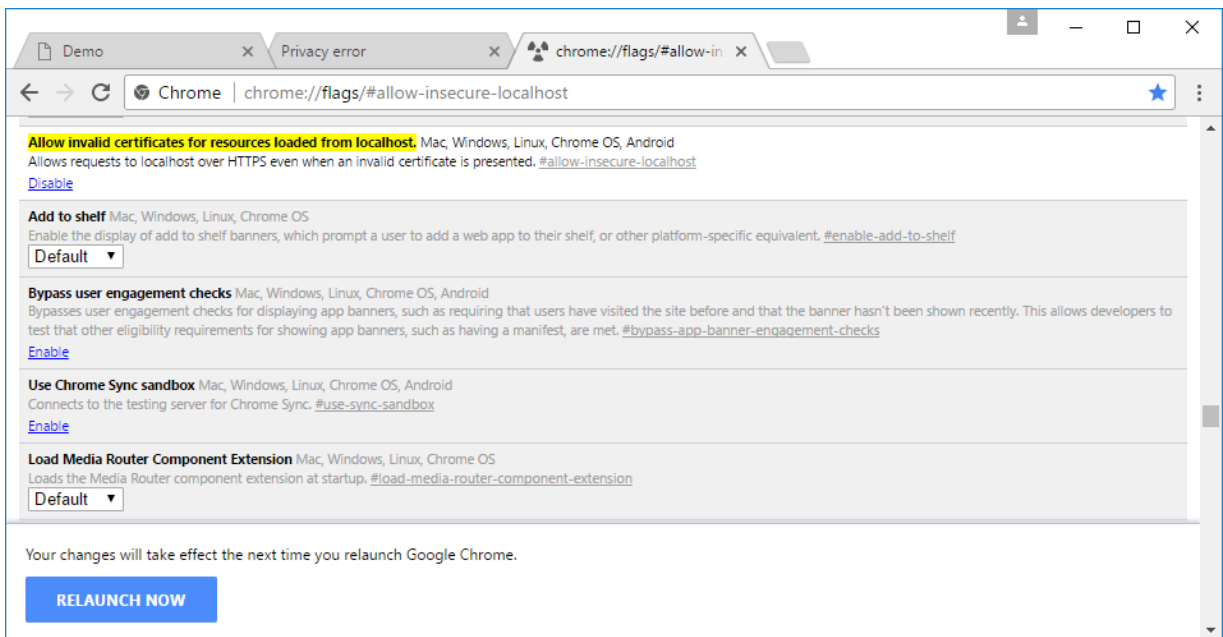 Demo
Privacy error
chrome://flags/#allow-in
Chrome | chrome://flags/#allow-insecure-localhost
Allow invalid certificates for resources loaded from localhost. Mac, Windows, Linux, Chrome OS, Android
Allows requests to localhost over HTTPS even when an invalid certificate is presented. #allow-insecure-localhost
Disable
Add to shelf Mac, Windows, Linux, Chrome OS
Enable the display of add to shelf banners, which prompt a user to add a web app to their shelf, or other platform-specific equivalent. #enable-add-to-shelf
Default
Bypass user engagement checks Mac, Windows, Linux, Chrome OS, Android
Bypasses user engagement checks for displaying app banners, such as requiring that users have visited the site before and that the banner hasn't been shown recently. This allows developers to
test that other eligibility requirements for showing app banners, such as having a manifest, are met. #bypass-app-banner-engagement-checks
Enable
Use Chrome Sync sandbox Mac, Windows, Linux, Chrome OS, Android
Connects to the testing server for Chrome Sync. #use-sync-sandbox
Enable
Load Media Router Component Extension Mac, Windows, Linux, Chrome OS
Loads the Media Router component extension at startup. #load-media-router-component-extension
Default
Your changes will take effect the next time you relaunch Google Chrome.
RELAUNCH NOW